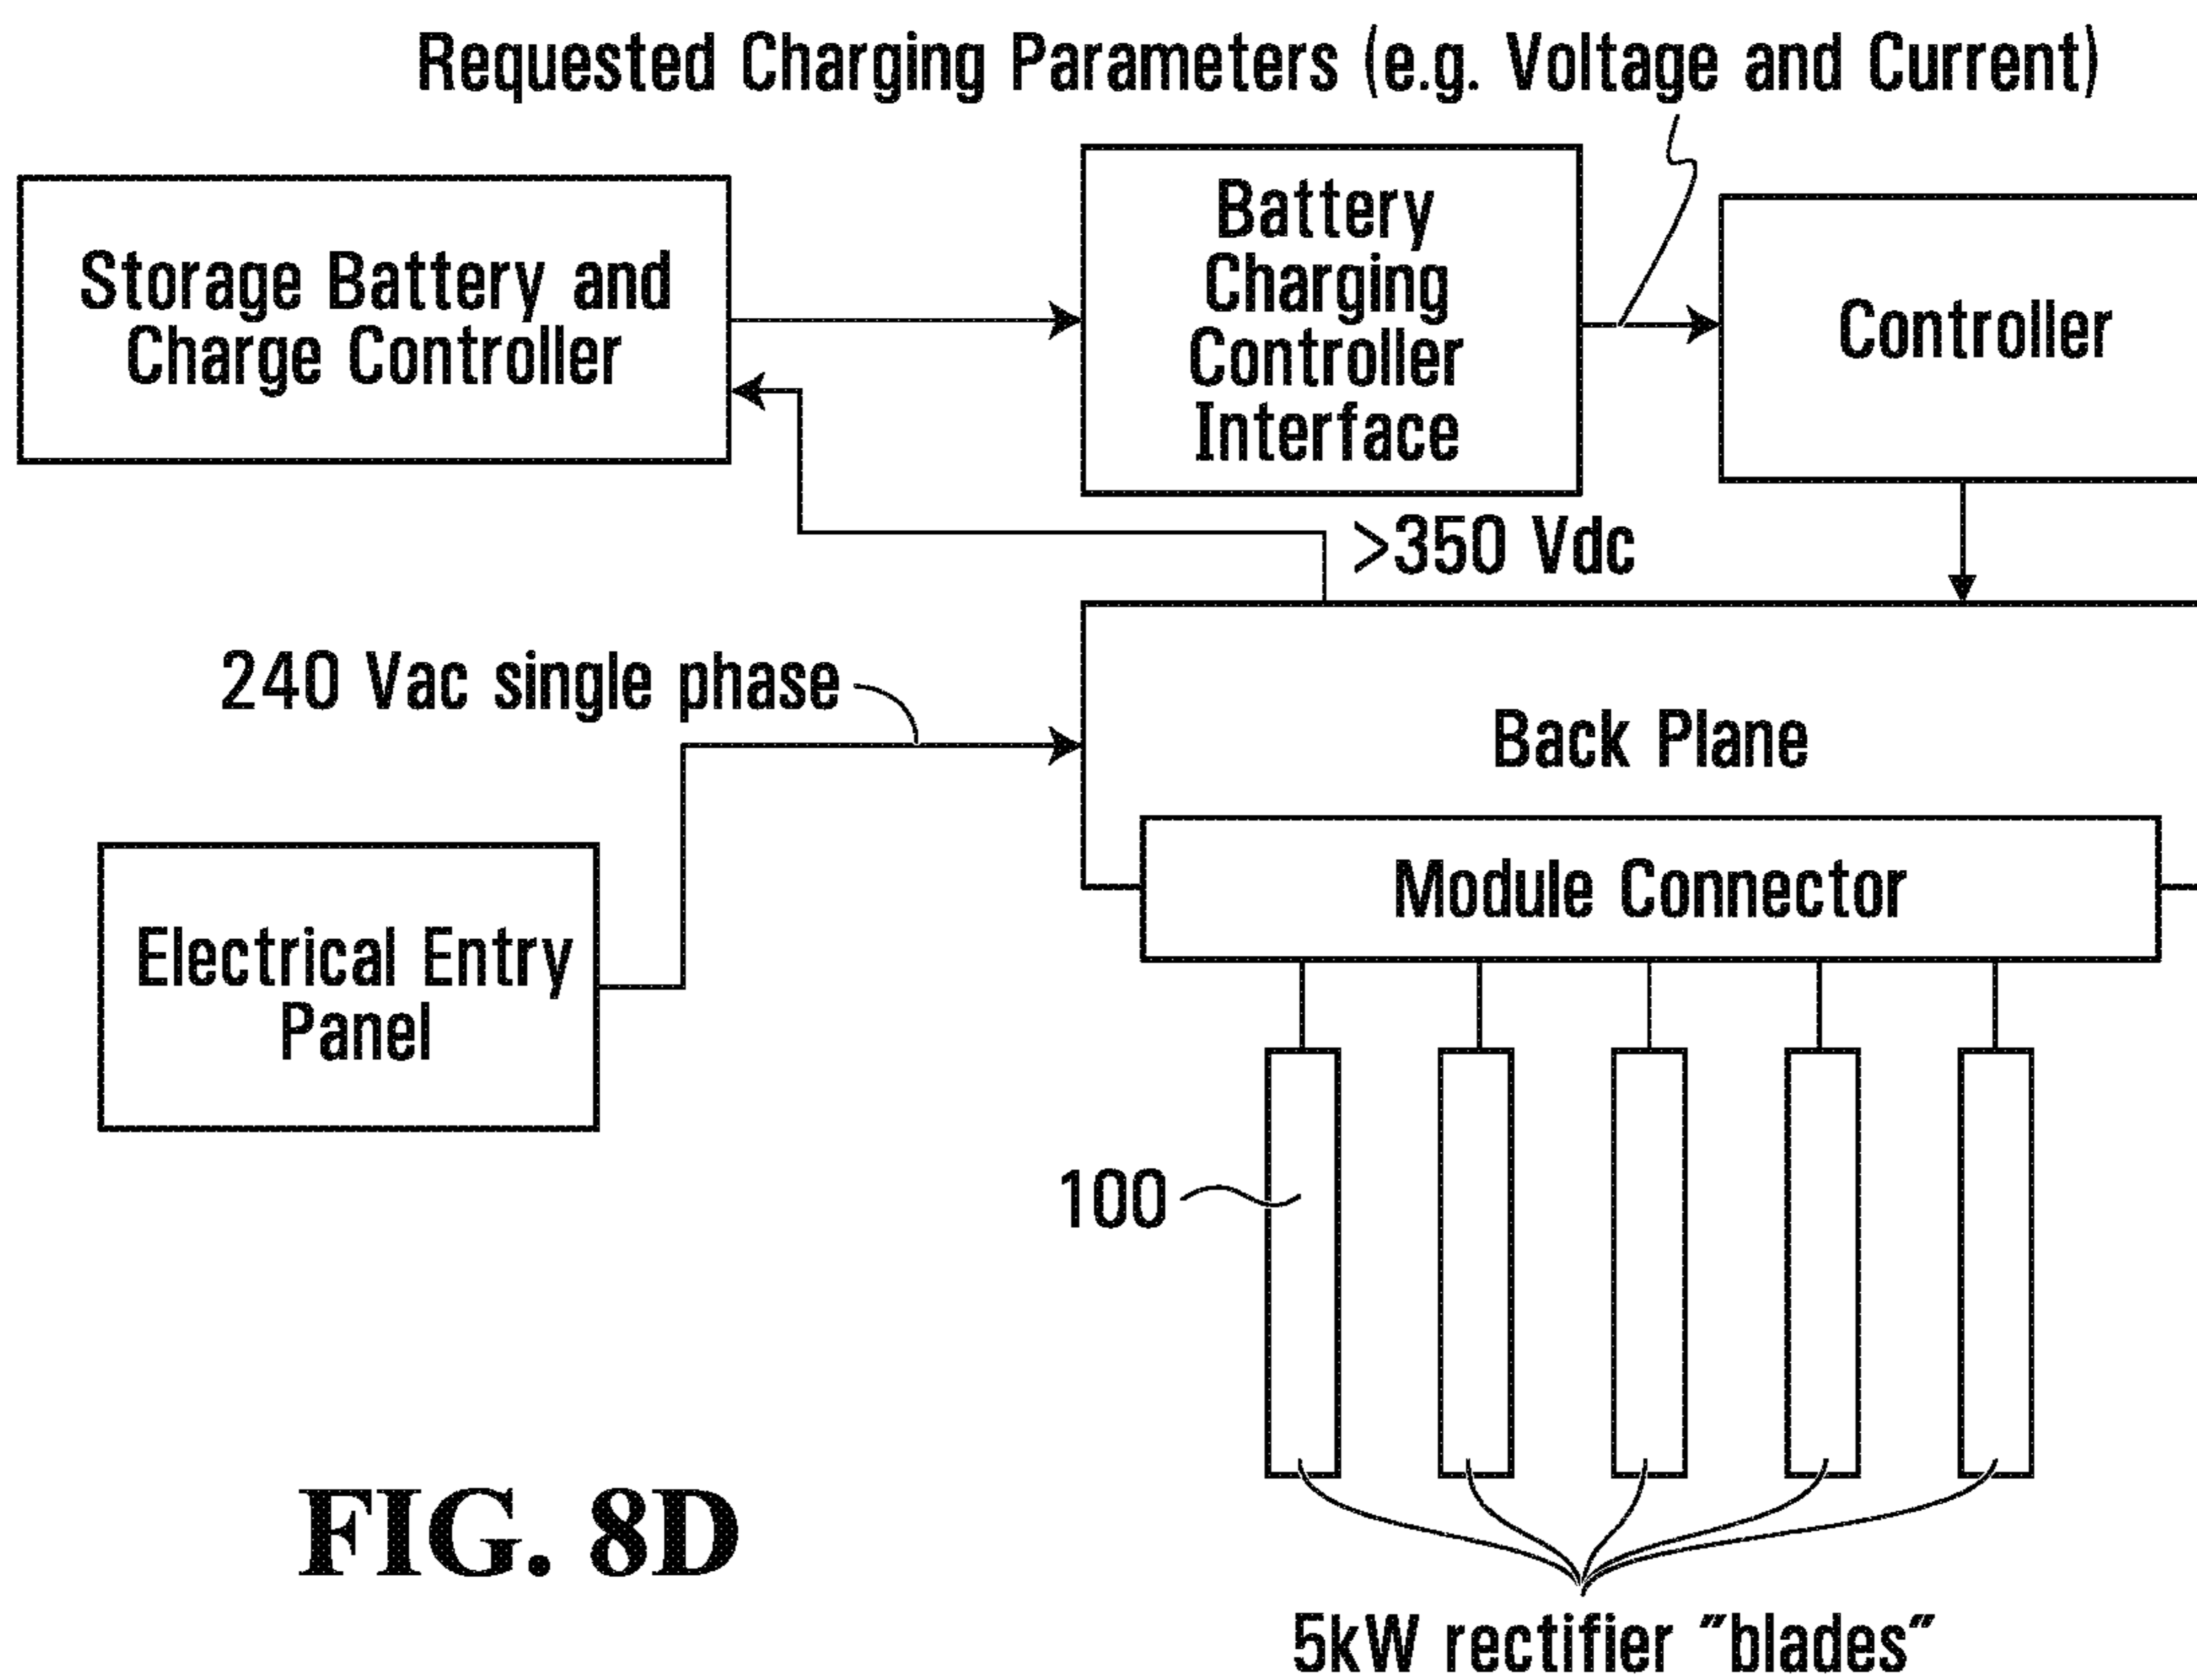 Requested Charging Parameters (e.g. Voltage and Current)
Storage Battery and
Charge Controller
Battery
Charging
Controller
Interface
Controller
>350 Vdc
240 Vac single phase
Back Plane
Module Connector
Electrical Entry
Panel
100
FIG. 8D
5kW rectifier "blades"